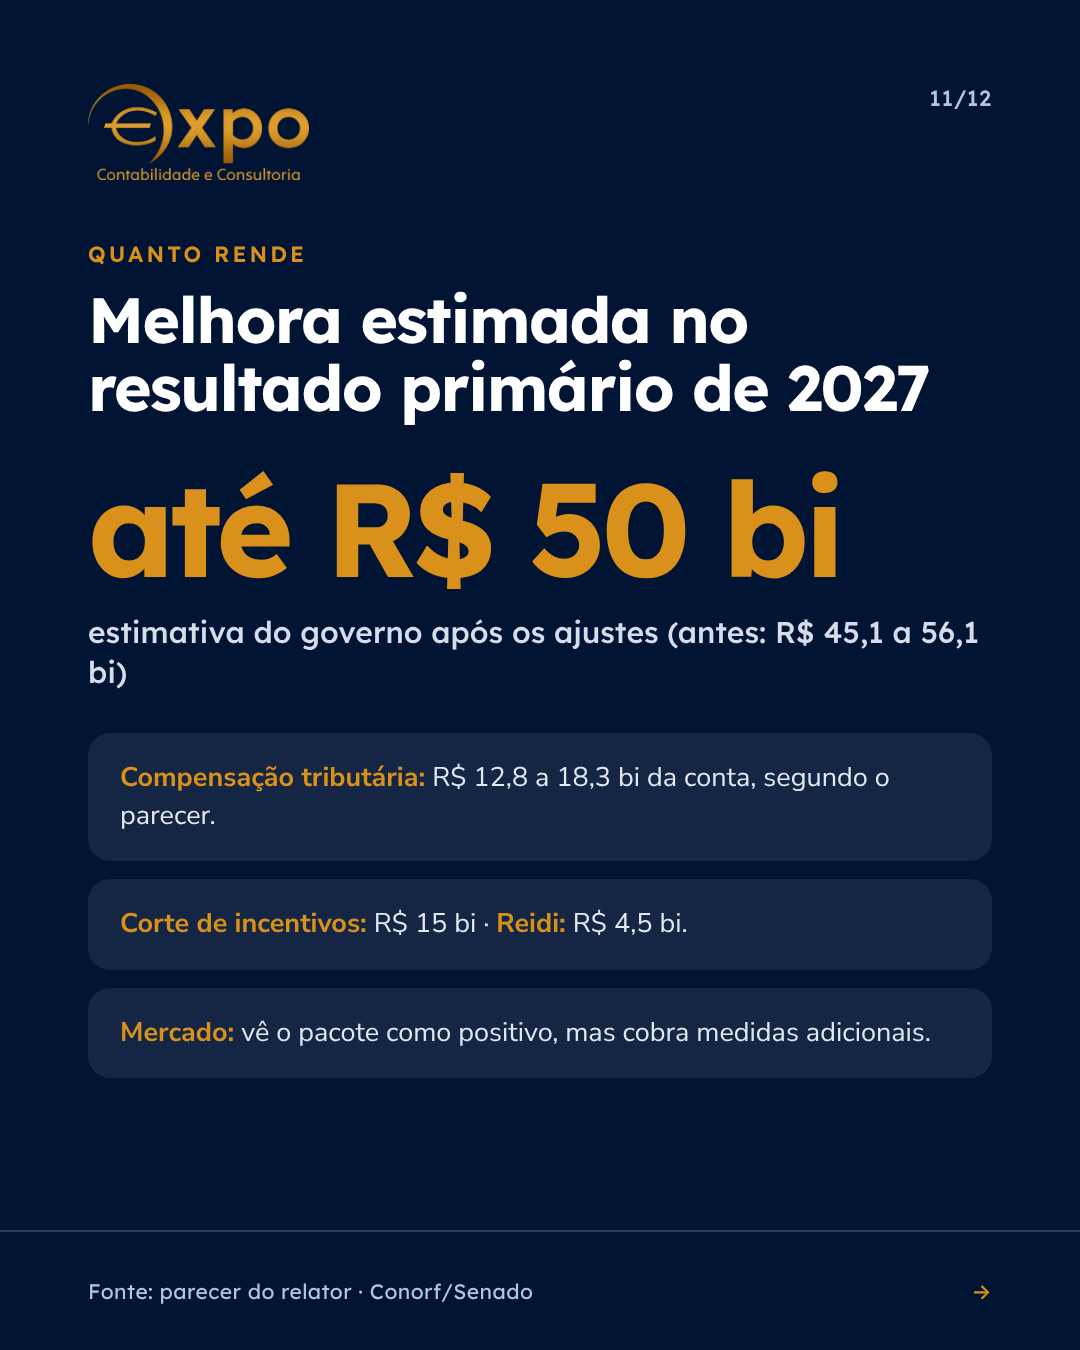 Expo
Contabilidade e Consultoria
11/12
QUANTO RENDE
Melhora estimada no
resultado primário de 2027
até R$ 50 bi
estimativa do governo após os ajustes (antes: R$ 45,1 a 56,1
bi)
Compensação tributária: R$ 12,8 a 18,3 bi da conta, segundo o
parecer.
Corte de incentivos: R$ 15 bi · Reidi: R$ 4,5 bi.
Mercado: vê o pacote como positivo, mas cobra medidas adicionais.
Fonte: parecer do relator · Conorf/Senado
→